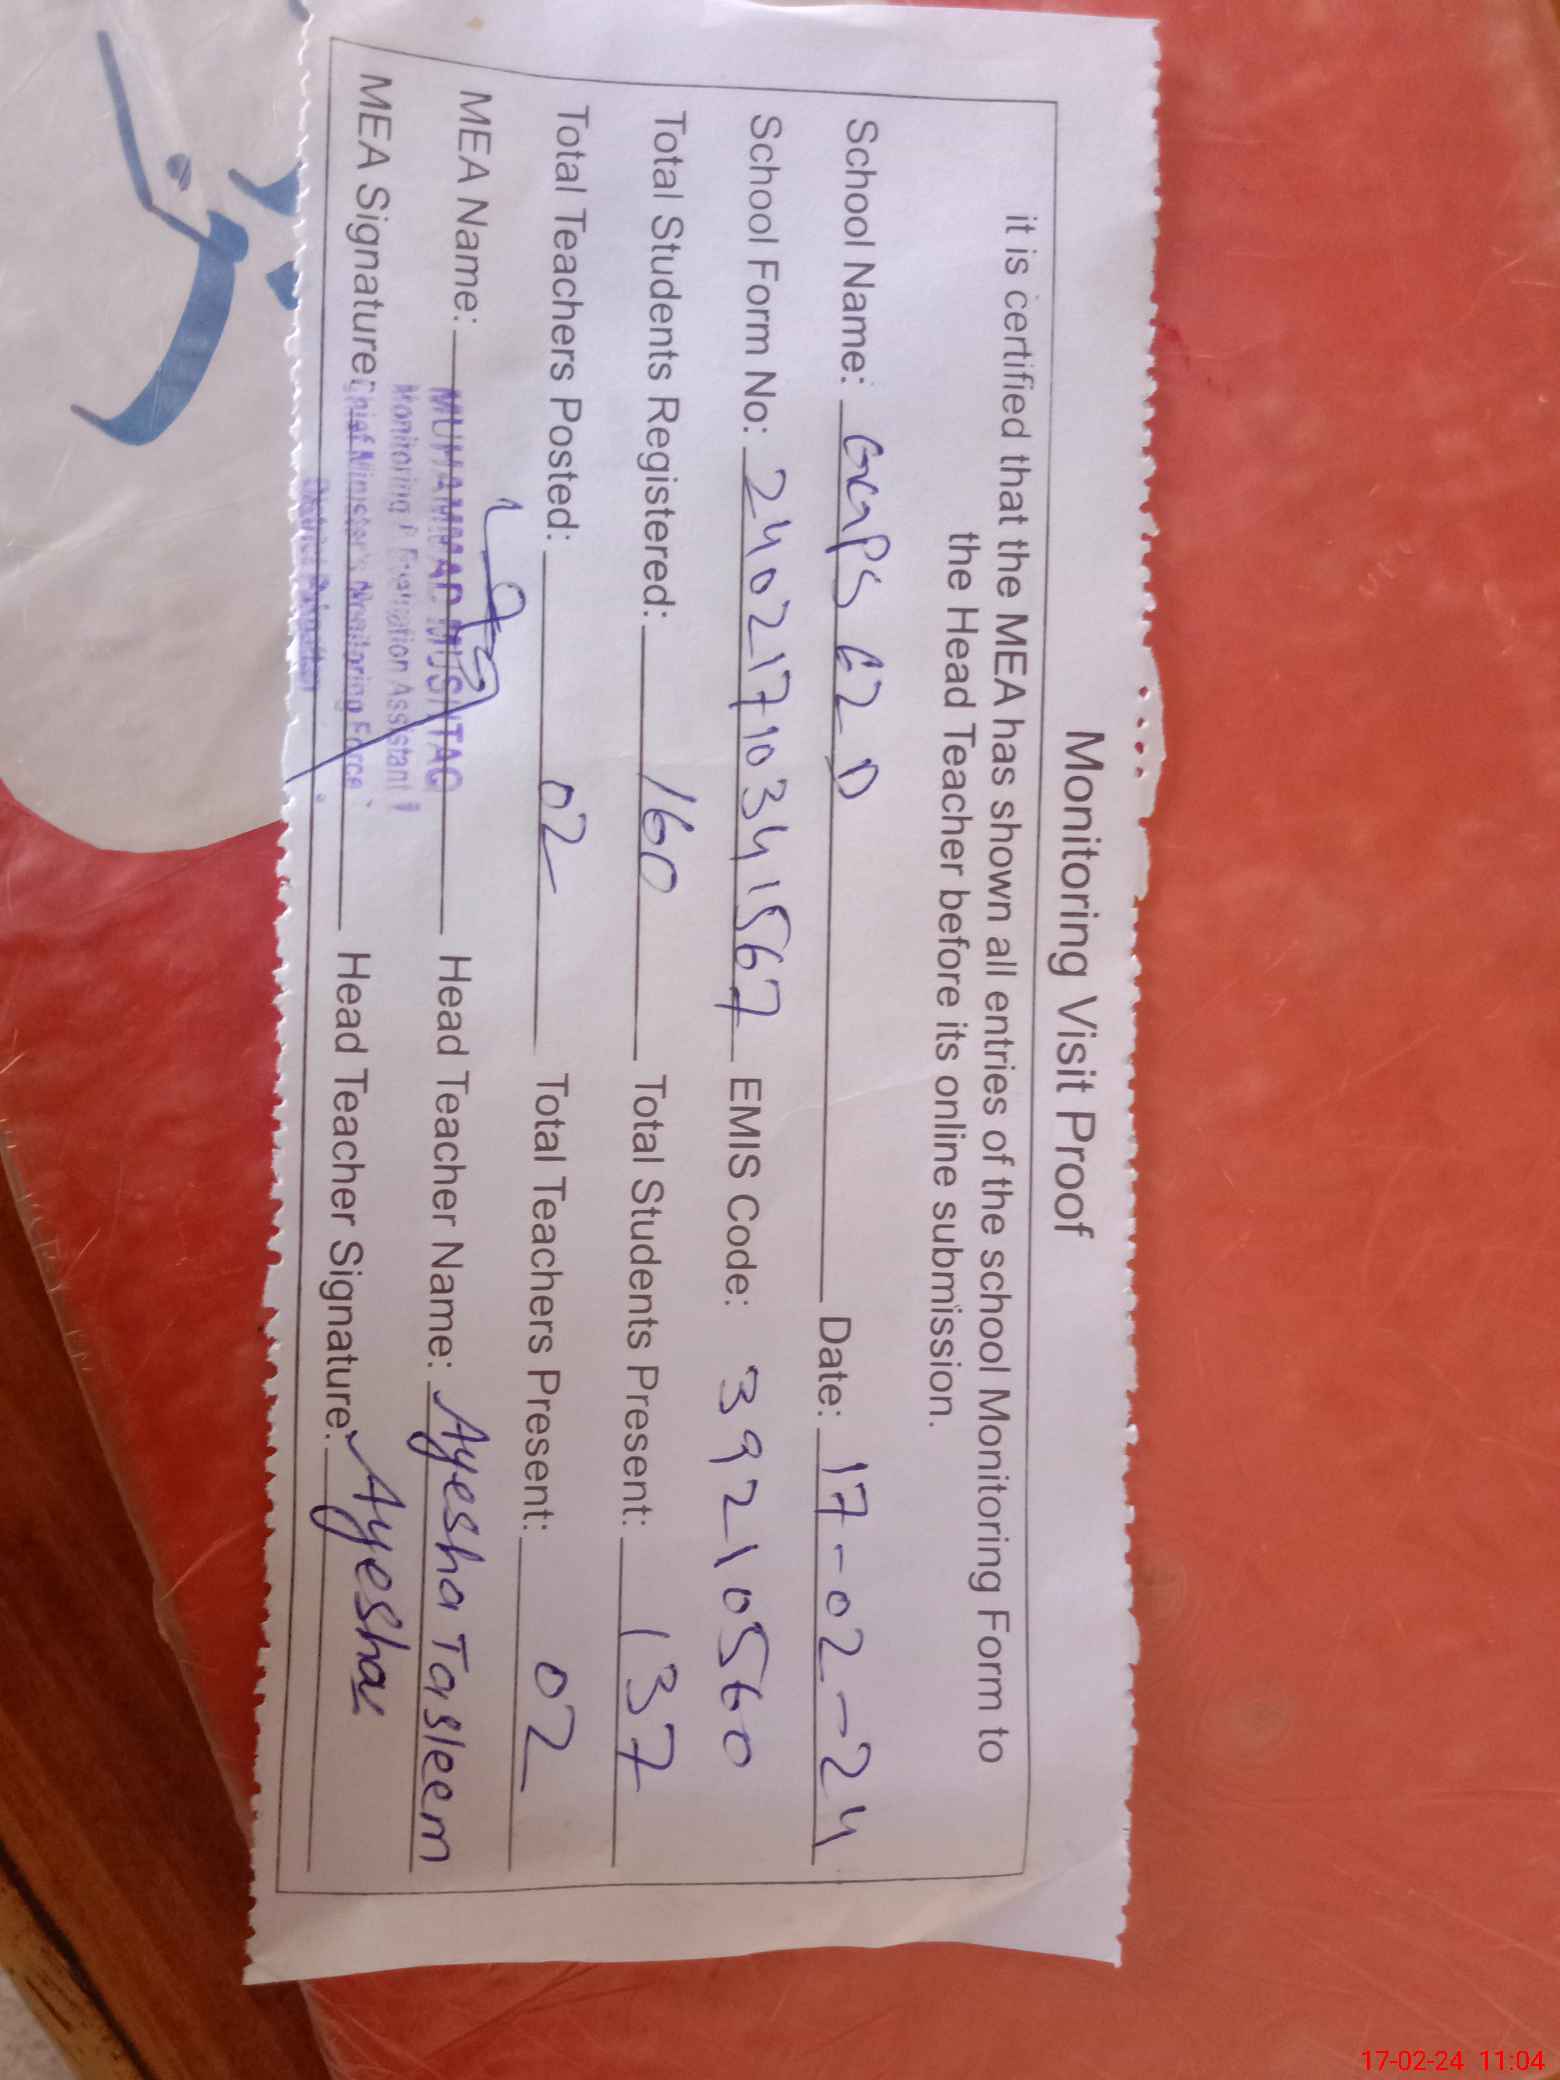 Monitoring Visit Proof
it is certified that the MEA has shown all entries of the school Monitoring Form to
the Head Teacher before its online submission.
School Name: GGPS 62 D Date: 17-02-24
School Form No: 24021710341567 EMIS Code: 39210560
Total Students Registered: 160 Total Students Present: 137
Total Teachers Posted: 02 Total Teachers Present: 02
MEA Name: MUHAMMAD MUSHTAQ Head Teacher Name: Ayesha Tasleem
Monitoring & Evaluation Assistant
MEA Signature: Chief Minister's Monitoring Force Head Teacher Signature: Ayesha
District Pakpattan
17-02-24 11:04